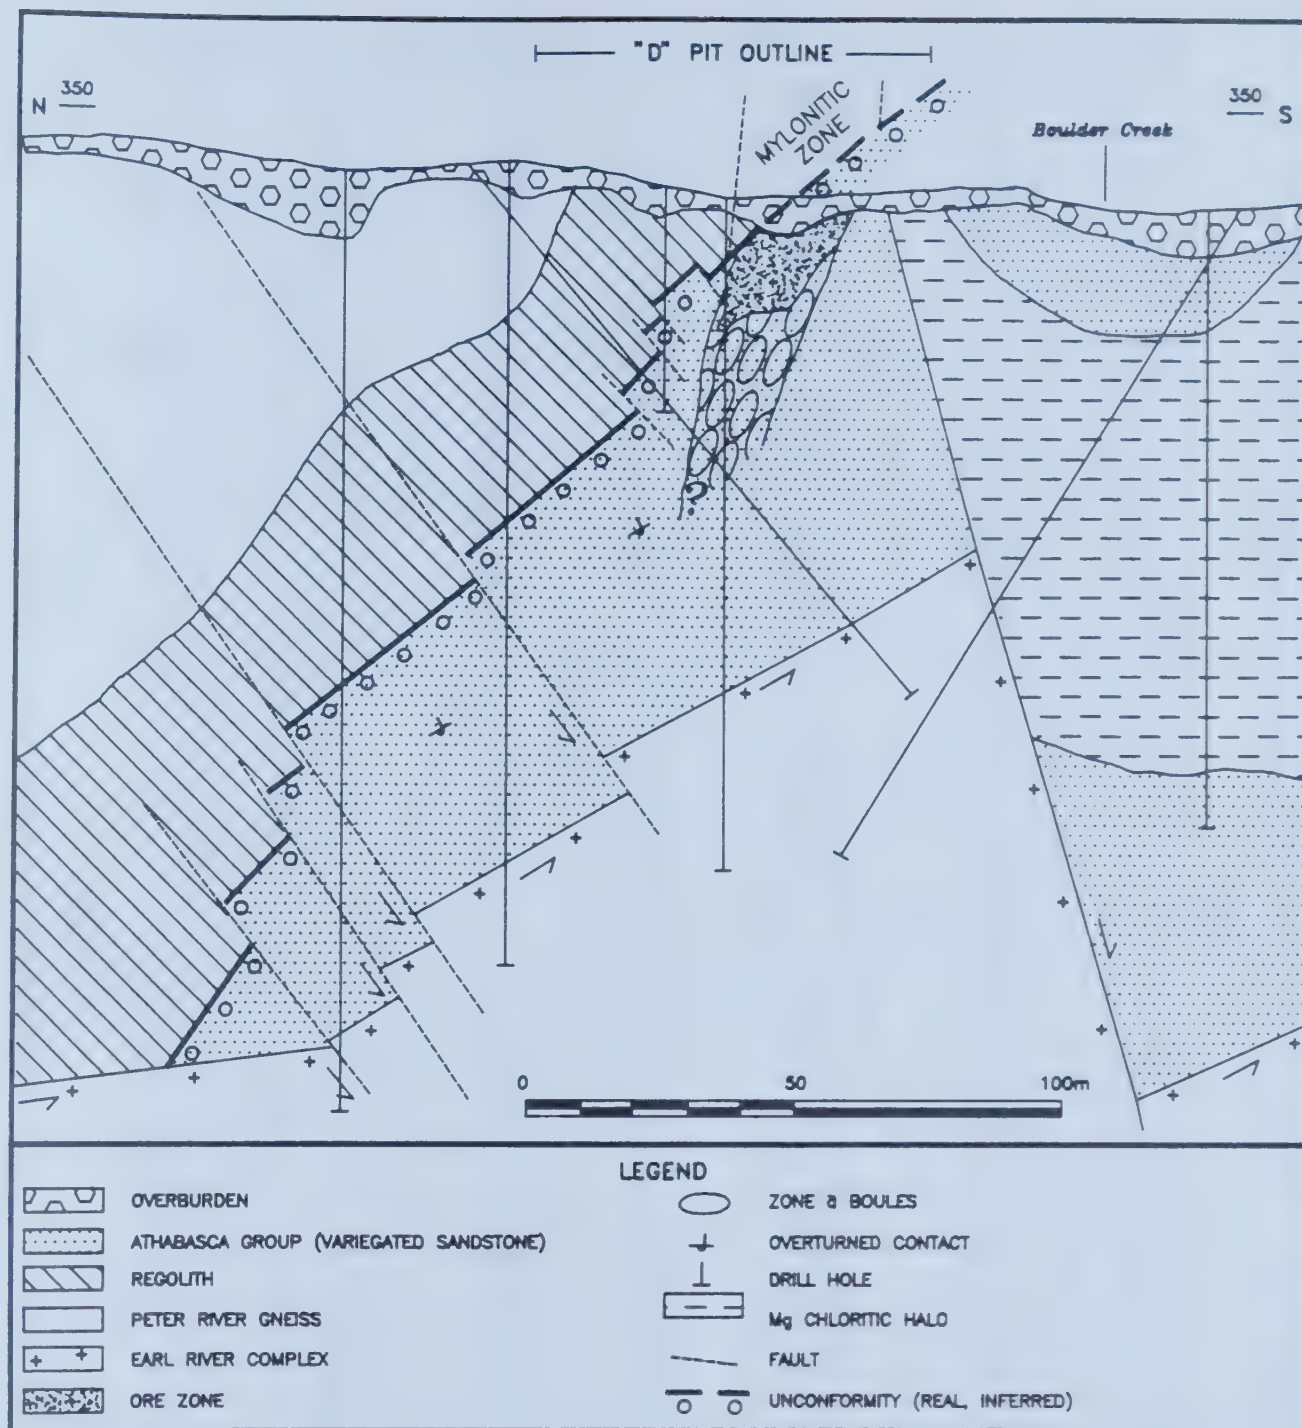 "D" PIT OUTLINE
N 350
350 S
MYLONITIC
ZONE
Boulder Creek
?
0 50 100m
LEGEND
OVERBURDEN
ATHABASCA GROUP (VARIEGATED SANDSTONE)
REGOLITH
PETER RIVER GNEISS
EARL RIVER COMPLEX
ORE ZONE
ZONE à BOULES
OVERTURNED CONTACT
DRILL HOLE
Mg CHLORITIC HALO
FAULT
UNCONFORMITY (REAL, INFERRED)